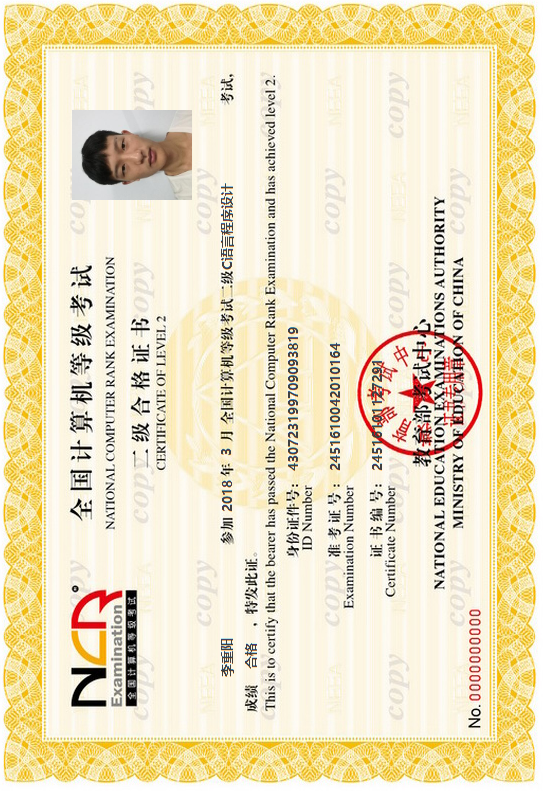 NCR
Examination
全国计算机等级考试
全国计算机等级考试
NATIONAL COMPUTER RANK EXAMINATION
二级合格证书
CERTIFICATE OF LEVEL 2
李重阳 参加 2018 年 3 月 全国计算机等级考试二级C语言程序设计 考试，
成绩 合格 ，特发此证。
This is to certify that the bearer has passed the National Computer Rank Examination and has achieved level 2.
身份证件号: 430723199709093819
ID Number
准考证号: 2451610042010164
Examination Number
证书编号:
Certificate Number
教育部考试中心
NATIONAL EDUCATION EXAMINATIONS AUTHORITY
MINISTRY OF EDUCATION OF CHINA
No. 0000000000
copy